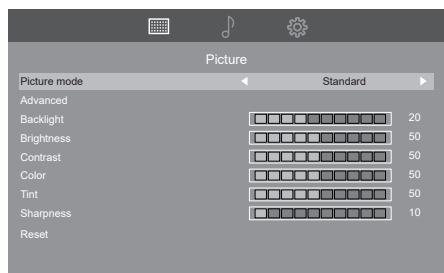 Picture
Picture mode Standard
Advanced
Backlight 20
Brightness 50
Contrast 50
Color 50
Tint 50
Sharpness 10
Reset